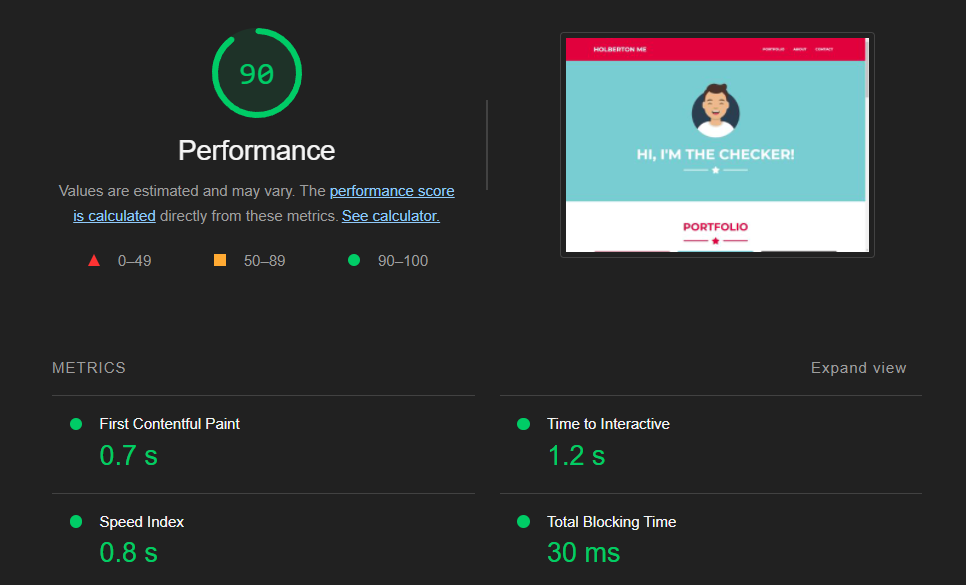 90
Performance
Values are estimated and may vary. The performance score
is calculated directly from these metrics. See calculator.
0–49
50–89
90–100
HOLBERTON ME
PORTFOLIO ABOUT CONTACT
HI, I'M THE CHECKER!
PORTFOLIO
METRICS
Expand view
First Contentful Paint
0.7 s
Time to Interactive
1.2 s
Speed Index
0.8 s
Total Blocking Time
30 ms